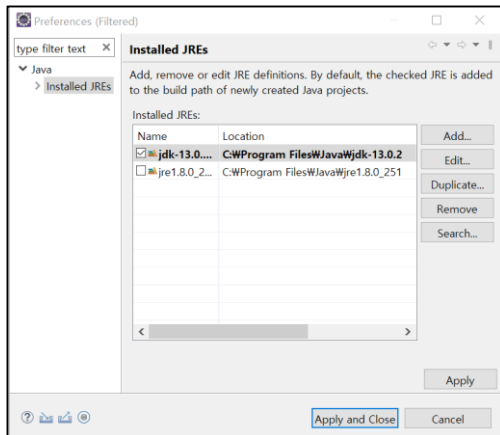 Preferences (Filtered)
type filter text
Java
Installed JREs
Installed JREs
Add, remove or edit JRE definitions. By default, the checked JRE is added
to the build path of newly created Java projects.
Installed JREs:
Name Location
jdk-13.0.... C:₩Program Files₩Java₩jdk-13.0.2
jre1.8.0_2... C:₩Program Files₩Java₩jre1.8.0_251
Add...
Edit...
Duplicate...
Remove
Search...
Apply
Apply and Close Cancel